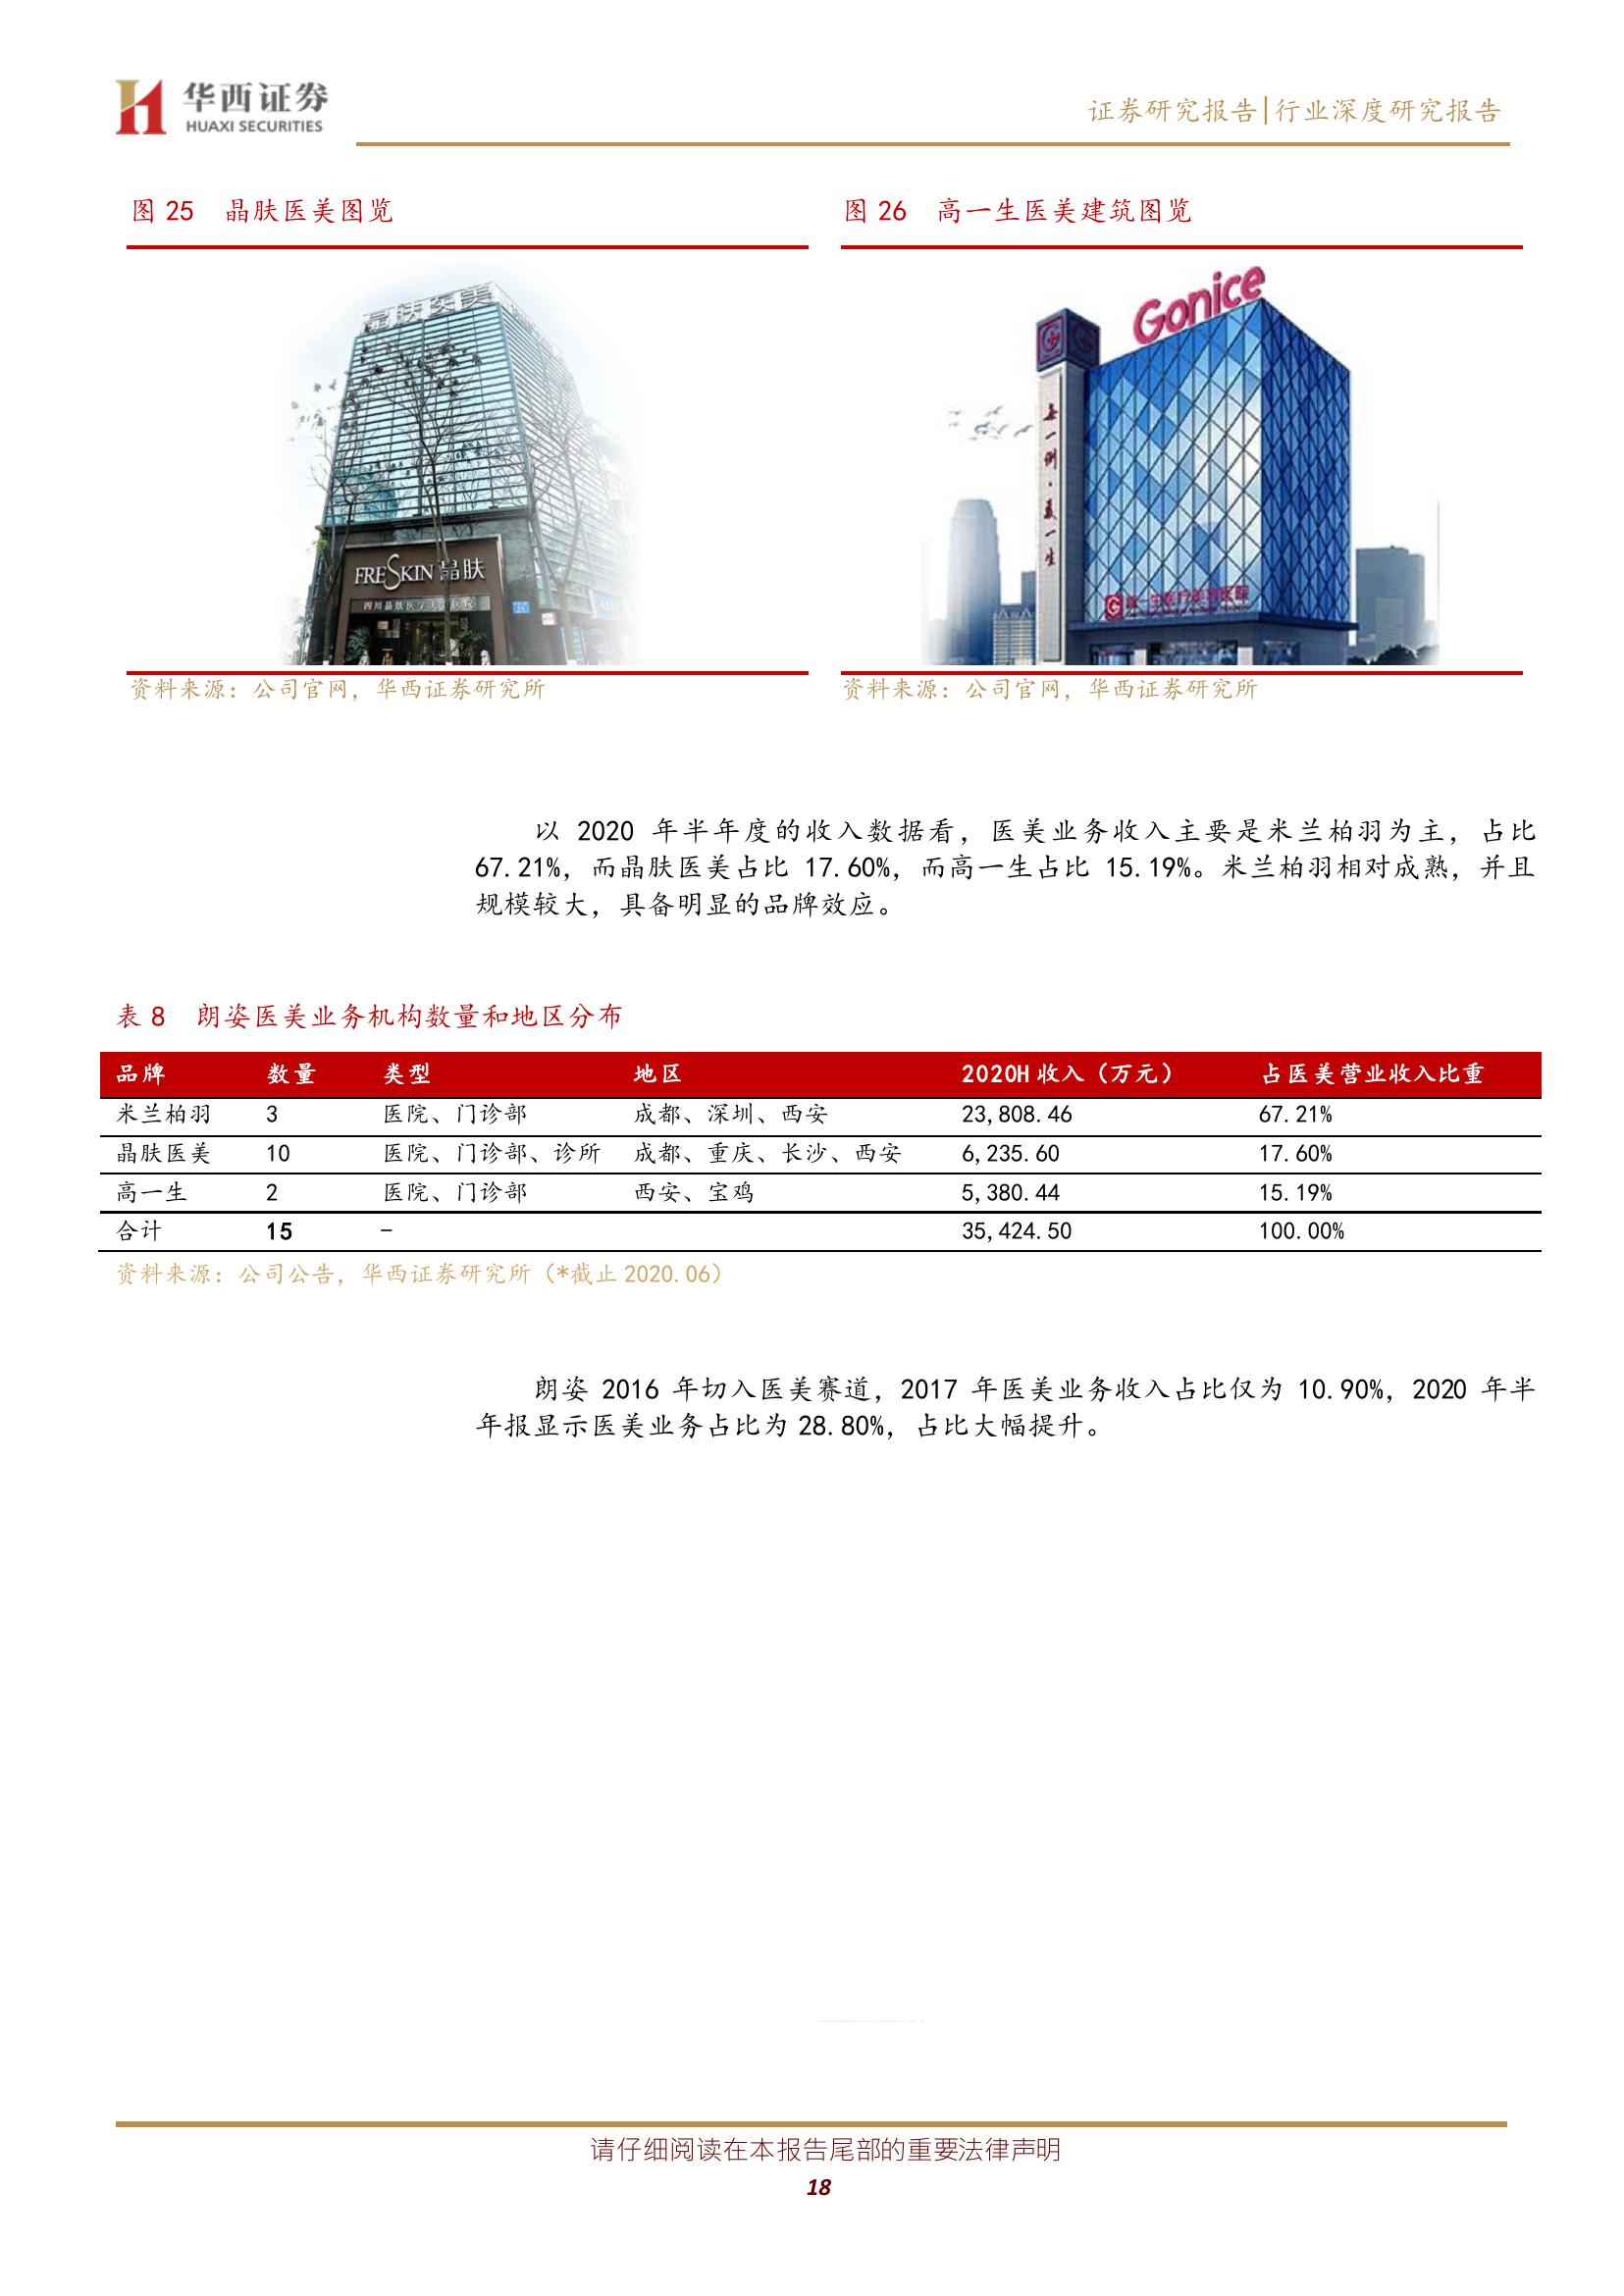 华西证券
HUAXI SECURITIES
证券研究报告|行业深度研究报告
图 25 晶肤医美图览
图 26 高一生医美建筑图览
晶肤医美
FRESKIN 晶肤
Gonice
每一例·美一生
资料来源：公司官网，华西证券研究所
资料来源：公司官网，华西证券研究所
以 2020 年半年度的收入数据看，医美业务收入主要是米兰柏羽为主，占比
67.21%，而晶肤医美占比 17.60%，而高一生占比 15.19%。米兰柏羽相对成熟，并且
规模较大，具备明显的品牌效应。
表 8 朗姿医美业务机构数量和地区分布
品牌 数量 类型 地区 2020H 收入（万元） 占医美营业收入比重
米兰柏羽 3 医院、门诊部 成都、深圳、西安 23,808.46 67.21%
晶肤医美 10 医院、门诊部、诊所 成都、重庆、长沙、西安 6,235.60 17.60%
高一生 2 医院、门诊部 西安、宝鸡 5,380.44 15.19%
合计 15 - 35,424.50 100.00%
资料来源：公司公告，华西证券研究所（*截止 2020.06）
朗姿 2016 年切入医美赛道，2017 年医美业务收入占比仅为 10.90%，2020 年半
年报显示医美业务占比为 28.80%，占比大幅提升。
请仔细阅读在本报告尾部的重要法律声明
18